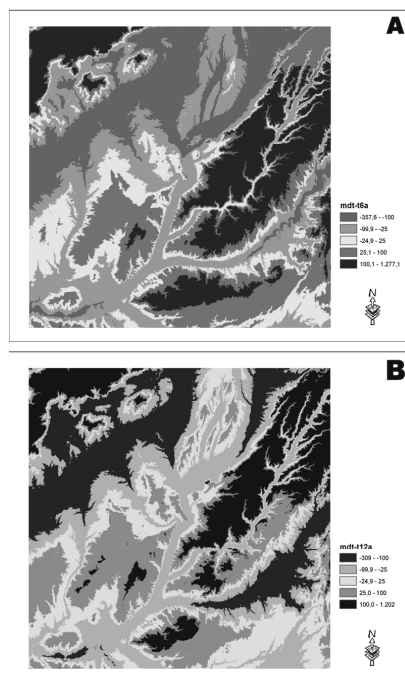 A
mdt-t6a
-357,6 - -100
-99,9 - -25
-24,9 - 25
25,1 - 100
100,1 - 1.277,1
N
B
mdt-t12a
-309 - -100
-99,9 - -25
-24,9 - 25
25,0 - 100
100,0 - 1.202
N